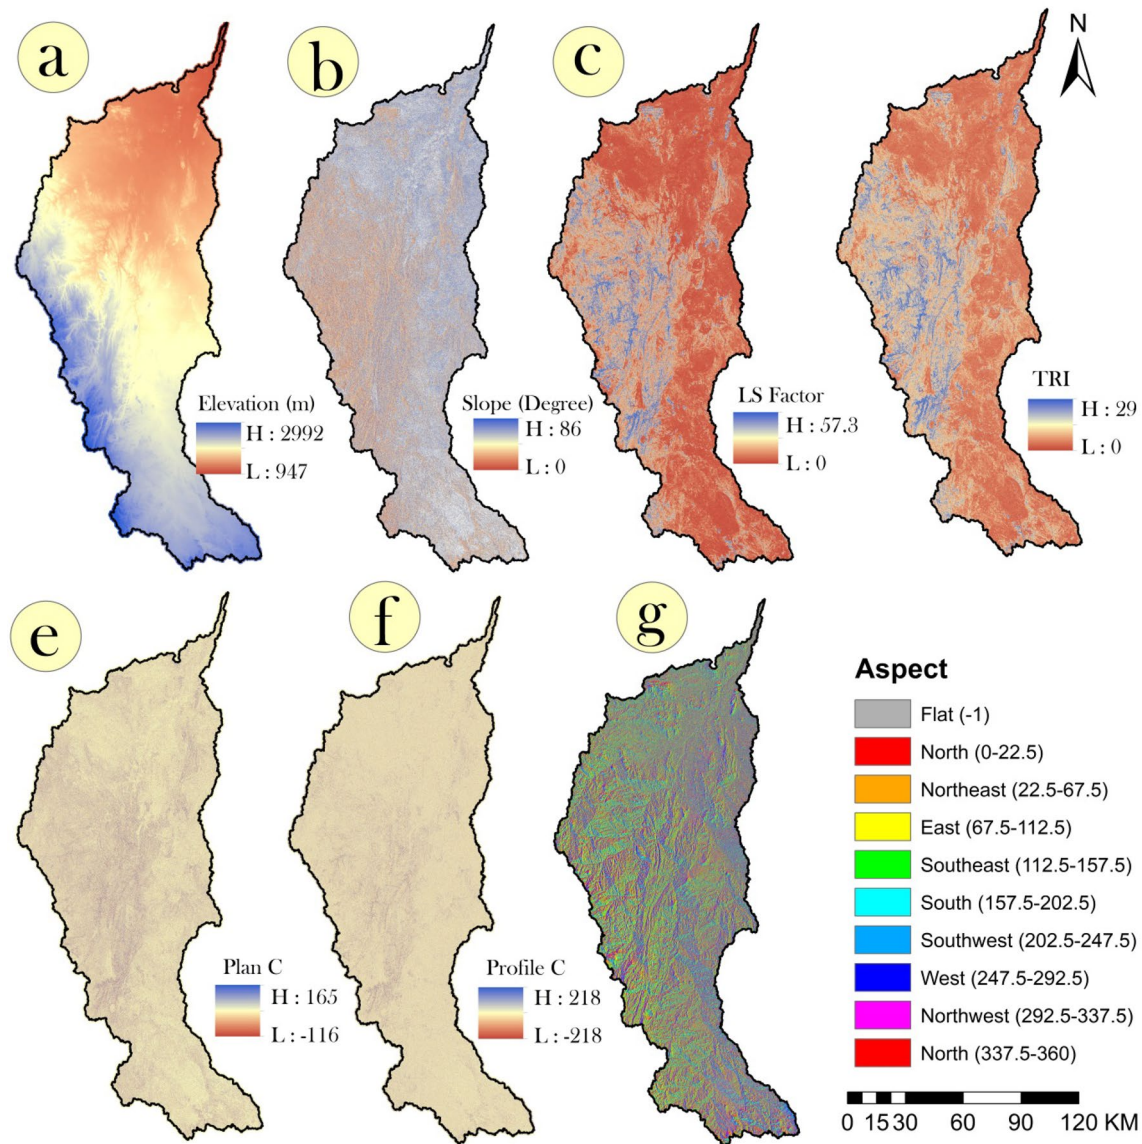 a
b
c
N
Elevation (m)
H : 2992
L : 947
Slope (Degree)
H : 86
L : 0
LS Factor
H : 57.3
L : 0
TRI
H : 29
L : 0
e
f
g
Plan C
H : 165
L : -116
Profile C
H : 218
L : -218
Aspect
Flat (-1)
North (0-22.5)
Northeast (22.5-67.5)
East (67.5-112.5)
Southeast (112.5-157.5)
South (157.5-202.5)
Southwest (202.5-247.5)
West (247.5-292.5)
Northwest (292.5-337.5)
North (337.5-360)
0 15 30 60 90 120 KM